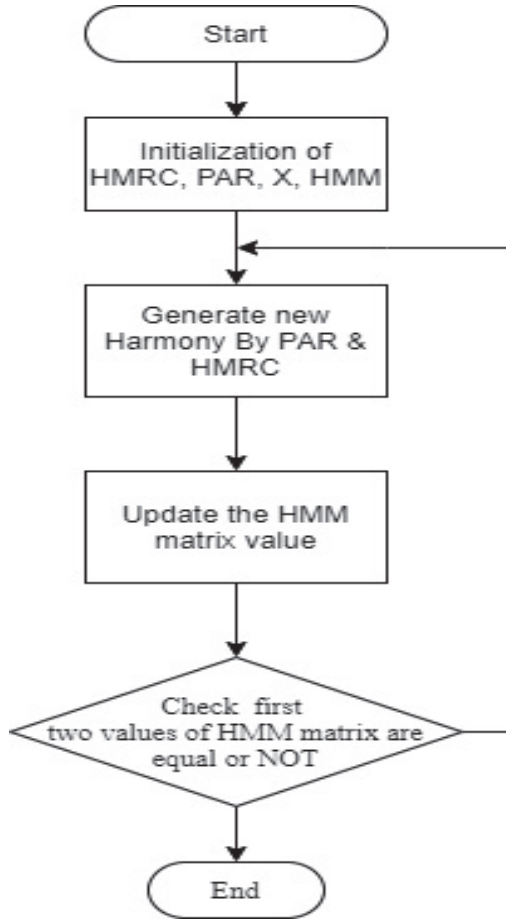 Start
Initialization of
HMRC, PAR, X, HMM
Generate new
Harmony By PAR &
HMRC
Update the HMM
matrix value
Check first
two values of HMM matrix are
equal or NOT
End